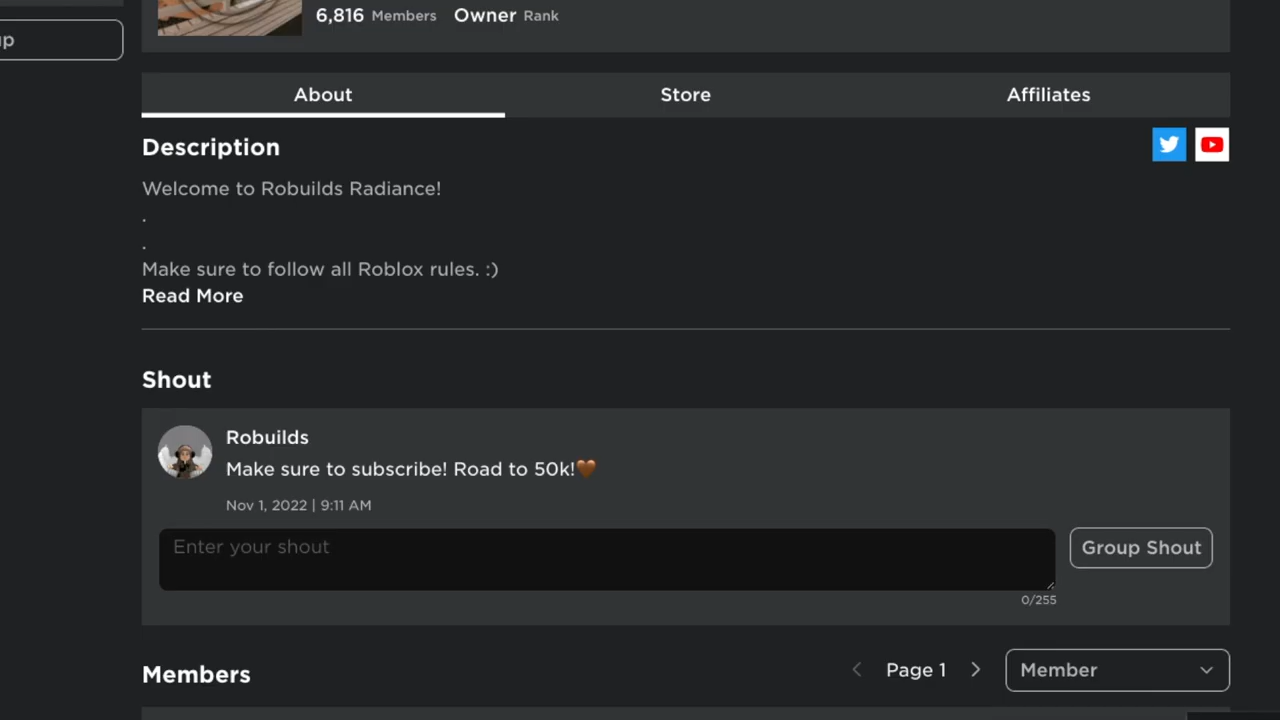 6,816 Members Owner Rank
up
About Store Affiliates
Description
Welcome to Robuilds Radiance!
.
.
Make sure to follow all Roblox rules. :)
Read More
Shout
Robuilds
Make sure to subscribe! Road to 50k!🤎
Nov 1, 2022 | 9:11 AM
Enter your shout
Group Shout
0/255
Members
Page 1
Member